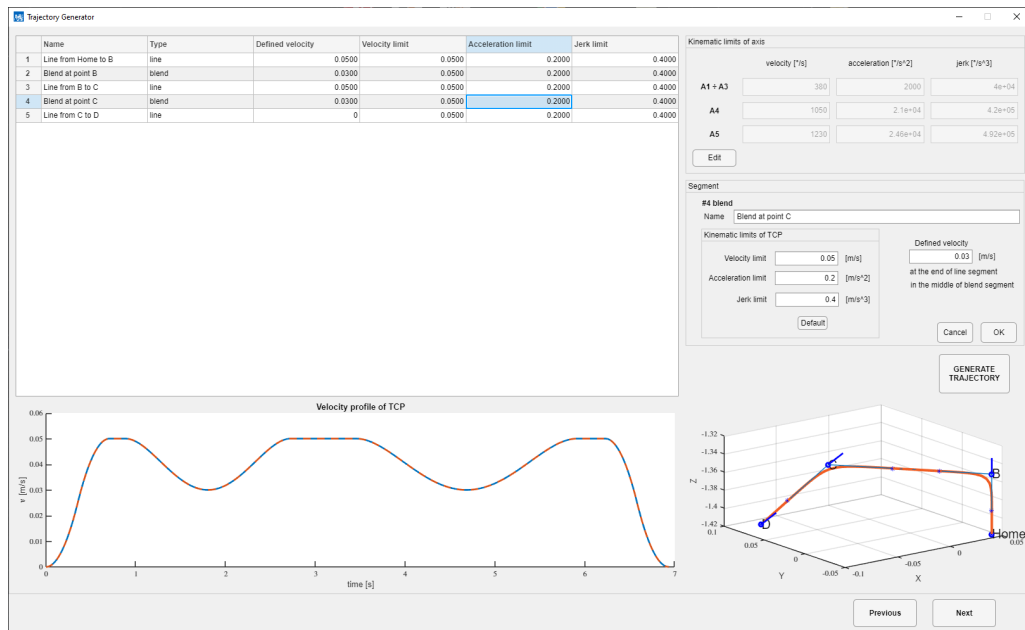 Trajectory Generator
Name Type Defined velocity Velocity limit Acceleration limit Jerk limit
1 Line from Home to B line 0.0500 0.0500 0.2000 0.4000
2 Blend at point B blend 0.0300 0.0500 0.2000 0.4000
3 Line from B to C line 0.0500 0.0500 0.2000 0.4000
4 Blend at point C blend 0.0300 0.0500 0.2000 0.4000
5 Line from C to D line 0 0.0500 0.2000 0.4000
Kinematic limits of axis
velocity [°/s] acceleration [°/s^2] jerk [°/s^3]
A1 ÷ A3 380 2000 4e+04
A4 1050 2.1e+04 4.2e+05
A5 1230 2.46e+04 4.92e+05
Edit
Segment
#4 blend
Name Blend at point C
Kinematic limits of TCP
Velocity limit 0.05 [m/s]
Acceleration limit 0.2 [m/s^2]
Jerk limit 0.4 [m/s^3]
Default
Defined velocity
0.03 [m/s]
at the end of line segment
in the middle of blend segment
Cancel OK
GENERATE
TRAJECTORY
Velocity profile of TCP
0.06
0.05
0.04
0.03
0.02
0.01
0
v [m/s]
0 1 2 3 4 5 6 7
time [s]
-1.32
-1.34
-1.36
-1.38
-1.4
-1.42
Z
0.1
0.05
0
-0.05
Y
-0.1
-0.05
0
0.05
X
C
B
D
Home
Previous Next